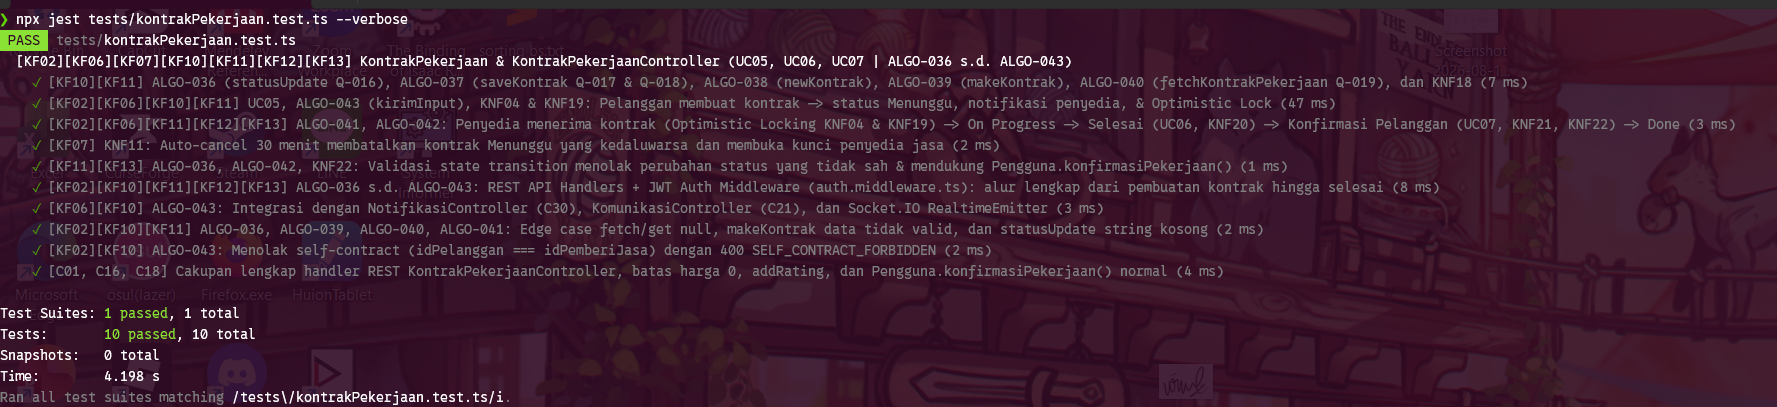 ❯ npx jest tests/kontrakPekerjaan.test.ts --verbose
PASS tests/kontrakPekerjaan.test.ts
[KF02][KF06][KF07][KF10][KF11][KF12][KF13] KontrakPekerjaan & KontrakPekerjaanController (UC05, UC06, UC07 | ALGO-036 s.d. ALGO-043)
✓ [KF10][KF11] ALGO-036 (statusUpdate Q-016), ALGO-037 (saveKontrak Q-017 & Q-018), ALGO-038 (newKontrak), ALGO-039 (makeKontrak), ALGO-040 (fetchKontrakPekerjaan Q-019), dan KNF18 (7 ms)
✓ [KF02][KF06][KF10][KF11] UC05, ALGO-043 (kirimInput), KNF04 & KNF19: Pelanggan membuat kontrak -> status Menunggu, notifikasi penyedia, & Optimistic Lock (47 ms)
✓ [KF02][KF06][KF11][KF12][KF13] ALGO-041, ALGO-042: Penyedia menerima kontrak (Optimistic Locking KNF04 & KNF19) -> On Progress -> Selesai (UC06, KNF20) -> Konfirmasi Pelanggan (UC07, KNF21, KNF22) -> Done (3 ms)
✓ [KF07] KNF11: Auto-cancel 30 menit membatalkan kontrak Menunggu yang kedaluwarsa dan membuka kunci penyedia jasa (2 ms)
✓ [KF11][KF13] ALGO-036, ALGO-042, KNF22: Validasi state transition menolak perubahan status yang tidak sah & mendukung Pengguna.konfirmasiPekerjaan() (1 ms)
✓ [KF02][KF10][KF11][KF12][KF13] ALGO-036 s.d. ALGO-043: REST API Handlers + JWT Auth Middleware (auth.middleware.ts): alur lengkap dari pembuatan kontrak hingga selesai (8 ms)
✓ [KF06][KF10] ALGO-043: Integrasi dengan NotifikasiController (C30), KomunikasiController (C21), dan Socket.IO RealtimeEmitter (3 ms)
✓ [KF02][KF10][KF11] ALGO-036, ALGO-039, ALGO-040, ALGO-041: Edge case fetch/get null, makeKontrak data tidak valid, dan statusUpdate string kosong (2 ms)
✓ [KF02][KF10] ALGO-043: Menolak self-contract (idPelanggan === idPemberiJasa) dengan 400 SELF_CONTRACT_FORBIDDEN (2 ms)
✓ [C01, C16, C18] Cakupan lengkap handler REST KontrakPekerjaanController, batas harga 0, addRating, dan Pengguna.konfirmasiPekerjaan() normal (4 ms)
Microsoft osu!(lazer) Firefox.exe HuionTablet
Test Suites: 1 passed, 1 total
Tests: 10 passed, 10 total
Snapshots: 0 total
Time: 4.198 s
Ran all test suites matching /tests\/kontrakPekerjaan.test.ts/i.